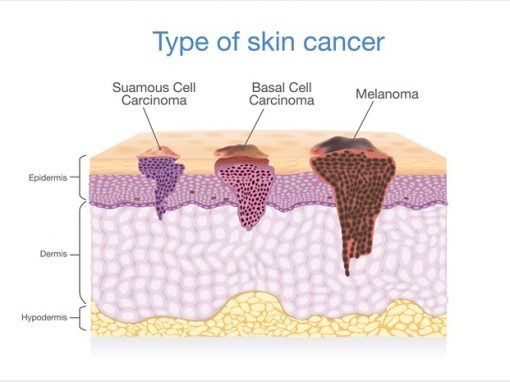 Type of skin cancer
Suamous Cell
Carcinoma
Basal Cell
Carcinoma
Melanoma
Epidermis
Dermis
Hypodermis